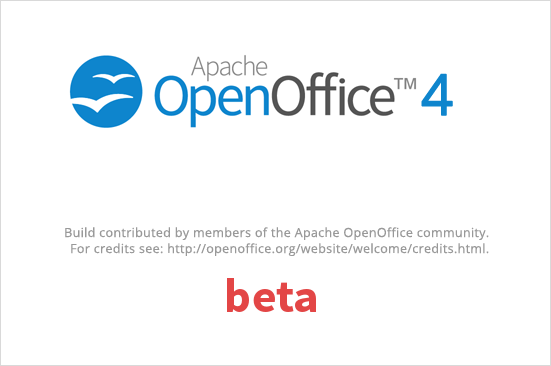 Apache
OpenOffice™ 4
Build contributed by members of the Apache OpenOffice community.
For credits see: http://openoffice.org/website/welcome/credits.html.
beta